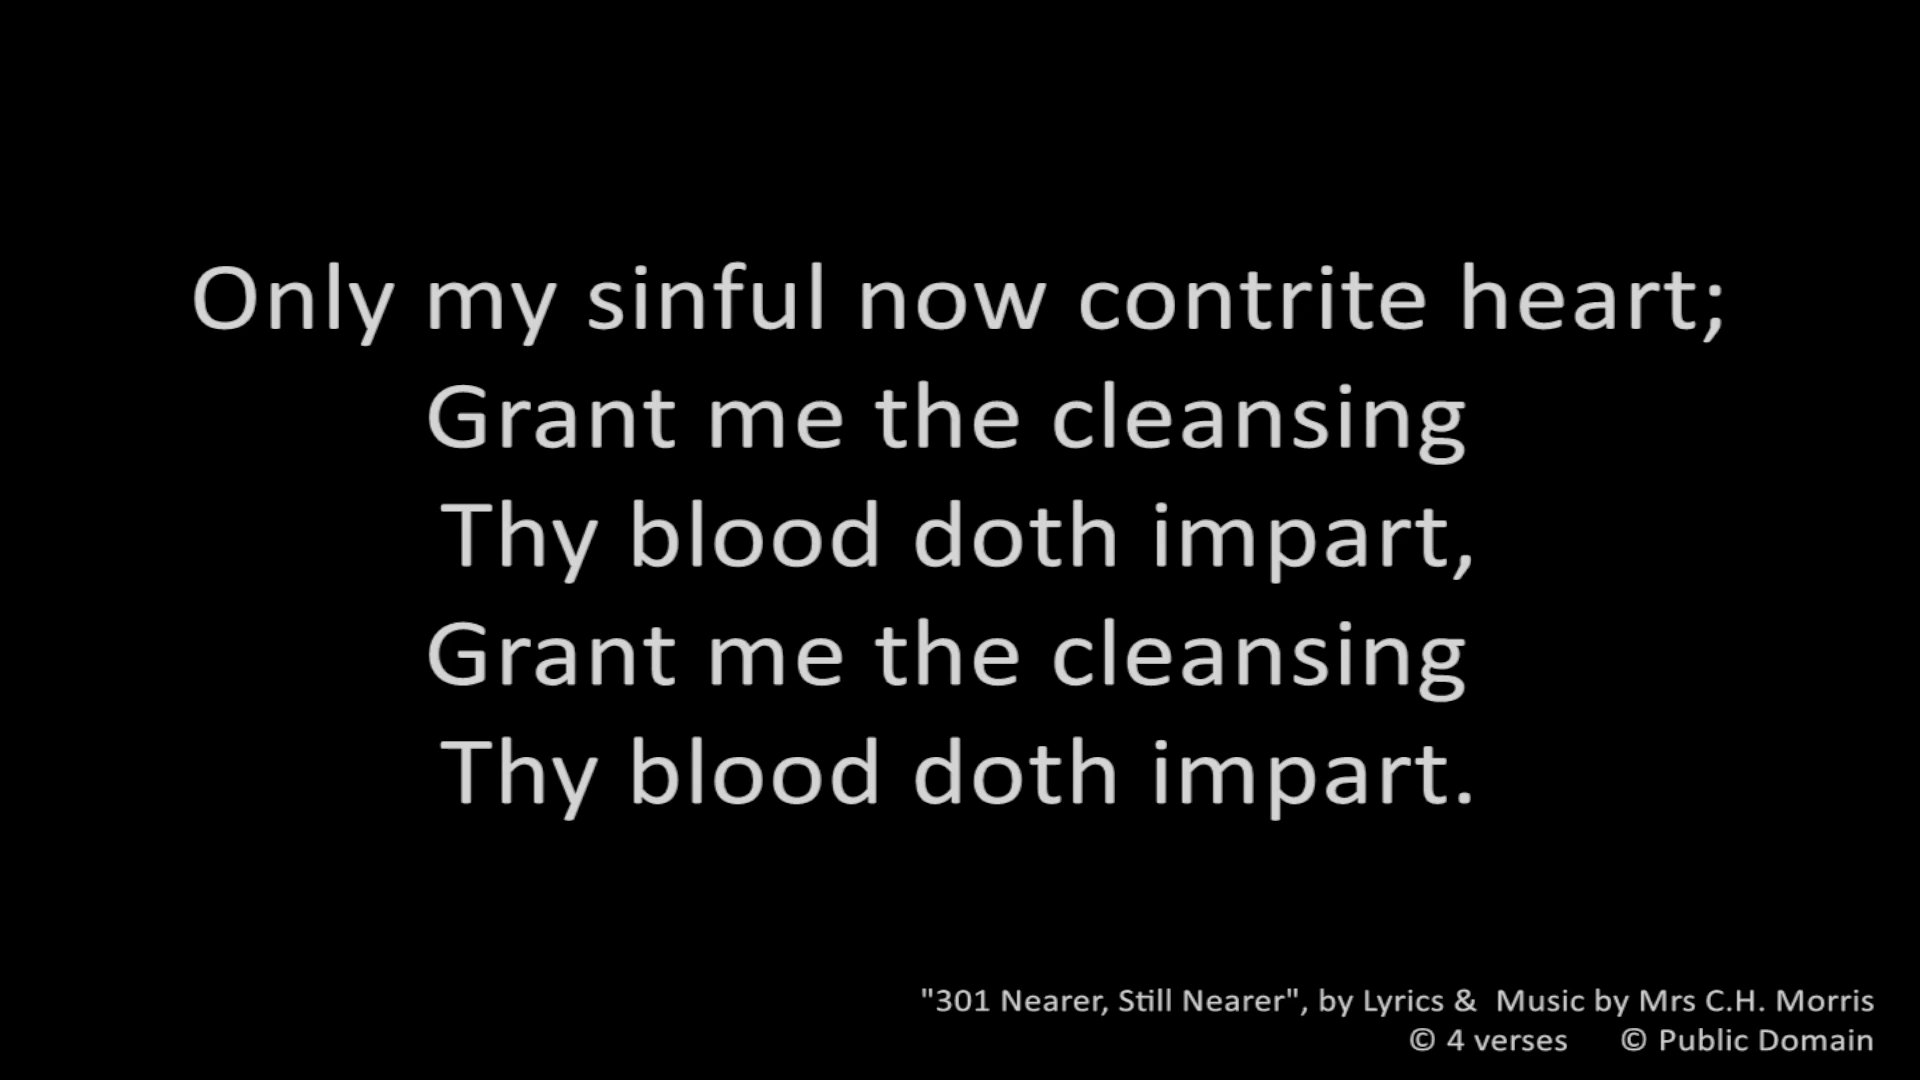 Only my sinful now contrite heart;
Grant me the cleansing
Thy blood doth impart,
Grant me the cleansing
Thy blood doth impart.
"301 Nearer, Still Nearer", by Lyrics &  Music by Mrs C.H. Morris
© 4 verses      © Public Domain